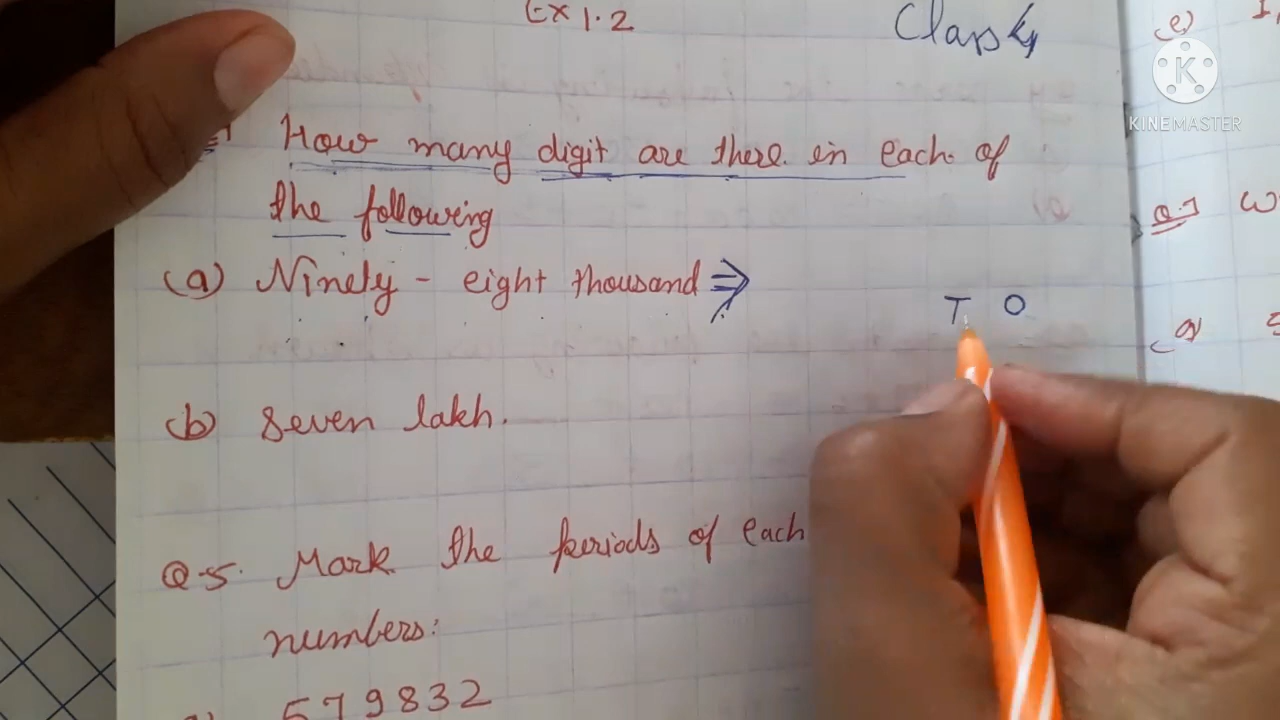 Ex 1.2
Class 4
How many digit are there in each of
the following
(a) Ninety - eight thousand ⇒
T O
(b) Seven lakh.
Q.5. Mark the periods of each
numbers:
579832
KINEMASTER